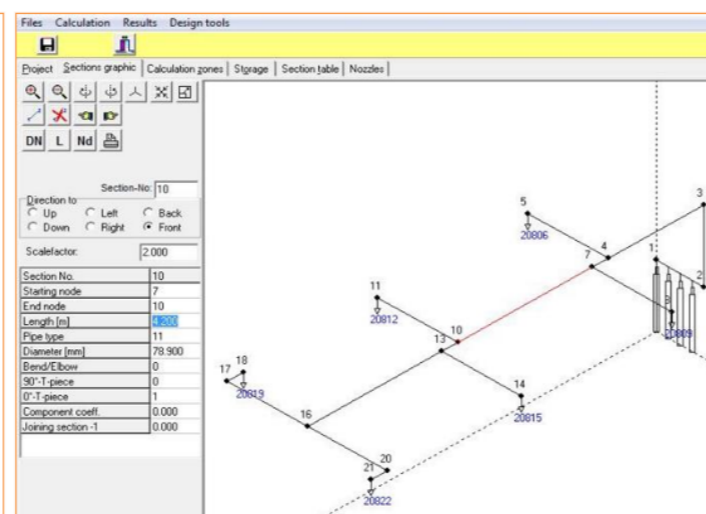 Files Calculation Results Design tools
Project Sections graphic Calculation zones Storage Section table Nozzles
DN L Nd
Section-No: 10
Direction to
Up Left Back
Down Right Front
Scalefactor: 2.000
Section No. 10
Starting node 7
End node 10
Length [m] 4.200
Pipe type 11
Diameter [mm] 78.900
Bend/Elbow 0
90°-T-piece 0
0°-T-piece 1
Component coeff. 0.000
Joining section -1 0.000
3
5
20806
4
1
7
2
11
20812
8
20809
10
13
18
17
20819
14
20815
16
20
21
20822